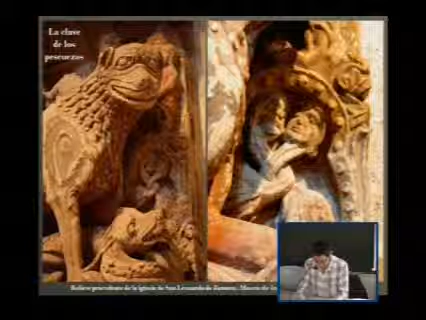 La clave
de los
pescuezos
Relieve procedente de la iglesia de San Leonardo de Zamora. Museo de